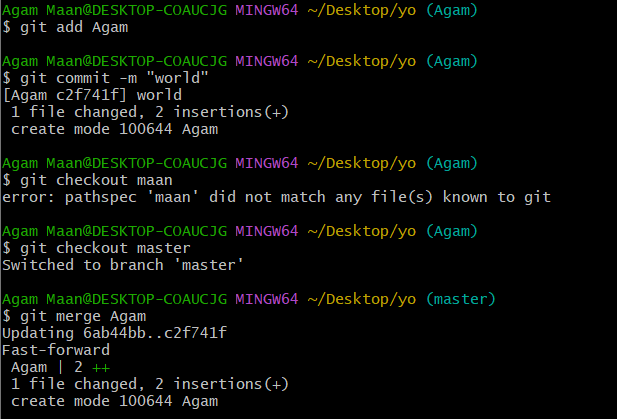 Agam Maan@DESKTOP-COAUCJG MINGW64 ~/Desktop/yo (Agam)
$ git add Agam
Agam Maan@DESKTOP-COAUCJG MINGW64 ~/Desktop/yo (Agam)
$ git commit -m "world"
[Agam c2f741f] world
 1 file changed, 2 insertions(+)
 create mode 100644 Agam
Agam Maan@DESKTOP-COAUCJG MINGW64 ~/Desktop/yo (Agam)
$ git checkout maan
error: pathspec 'maan' did not match any file(s) known to git
Agam Maan@DESKTOP-COAUCJG MINGW64 ~/Desktop/yo (Agam)
$ git checkout master
Switched to branch 'master'
Agam Maan@DESKTOP-COAUCJG MINGW64 ~/Desktop/yo (master)
$ git merge Agam
Updating 6ab44bb..c2f741f
Fast-forward
 Agam | 2 ++
 1 file changed, 2 insertions(+)
 create mode 100644 Agam